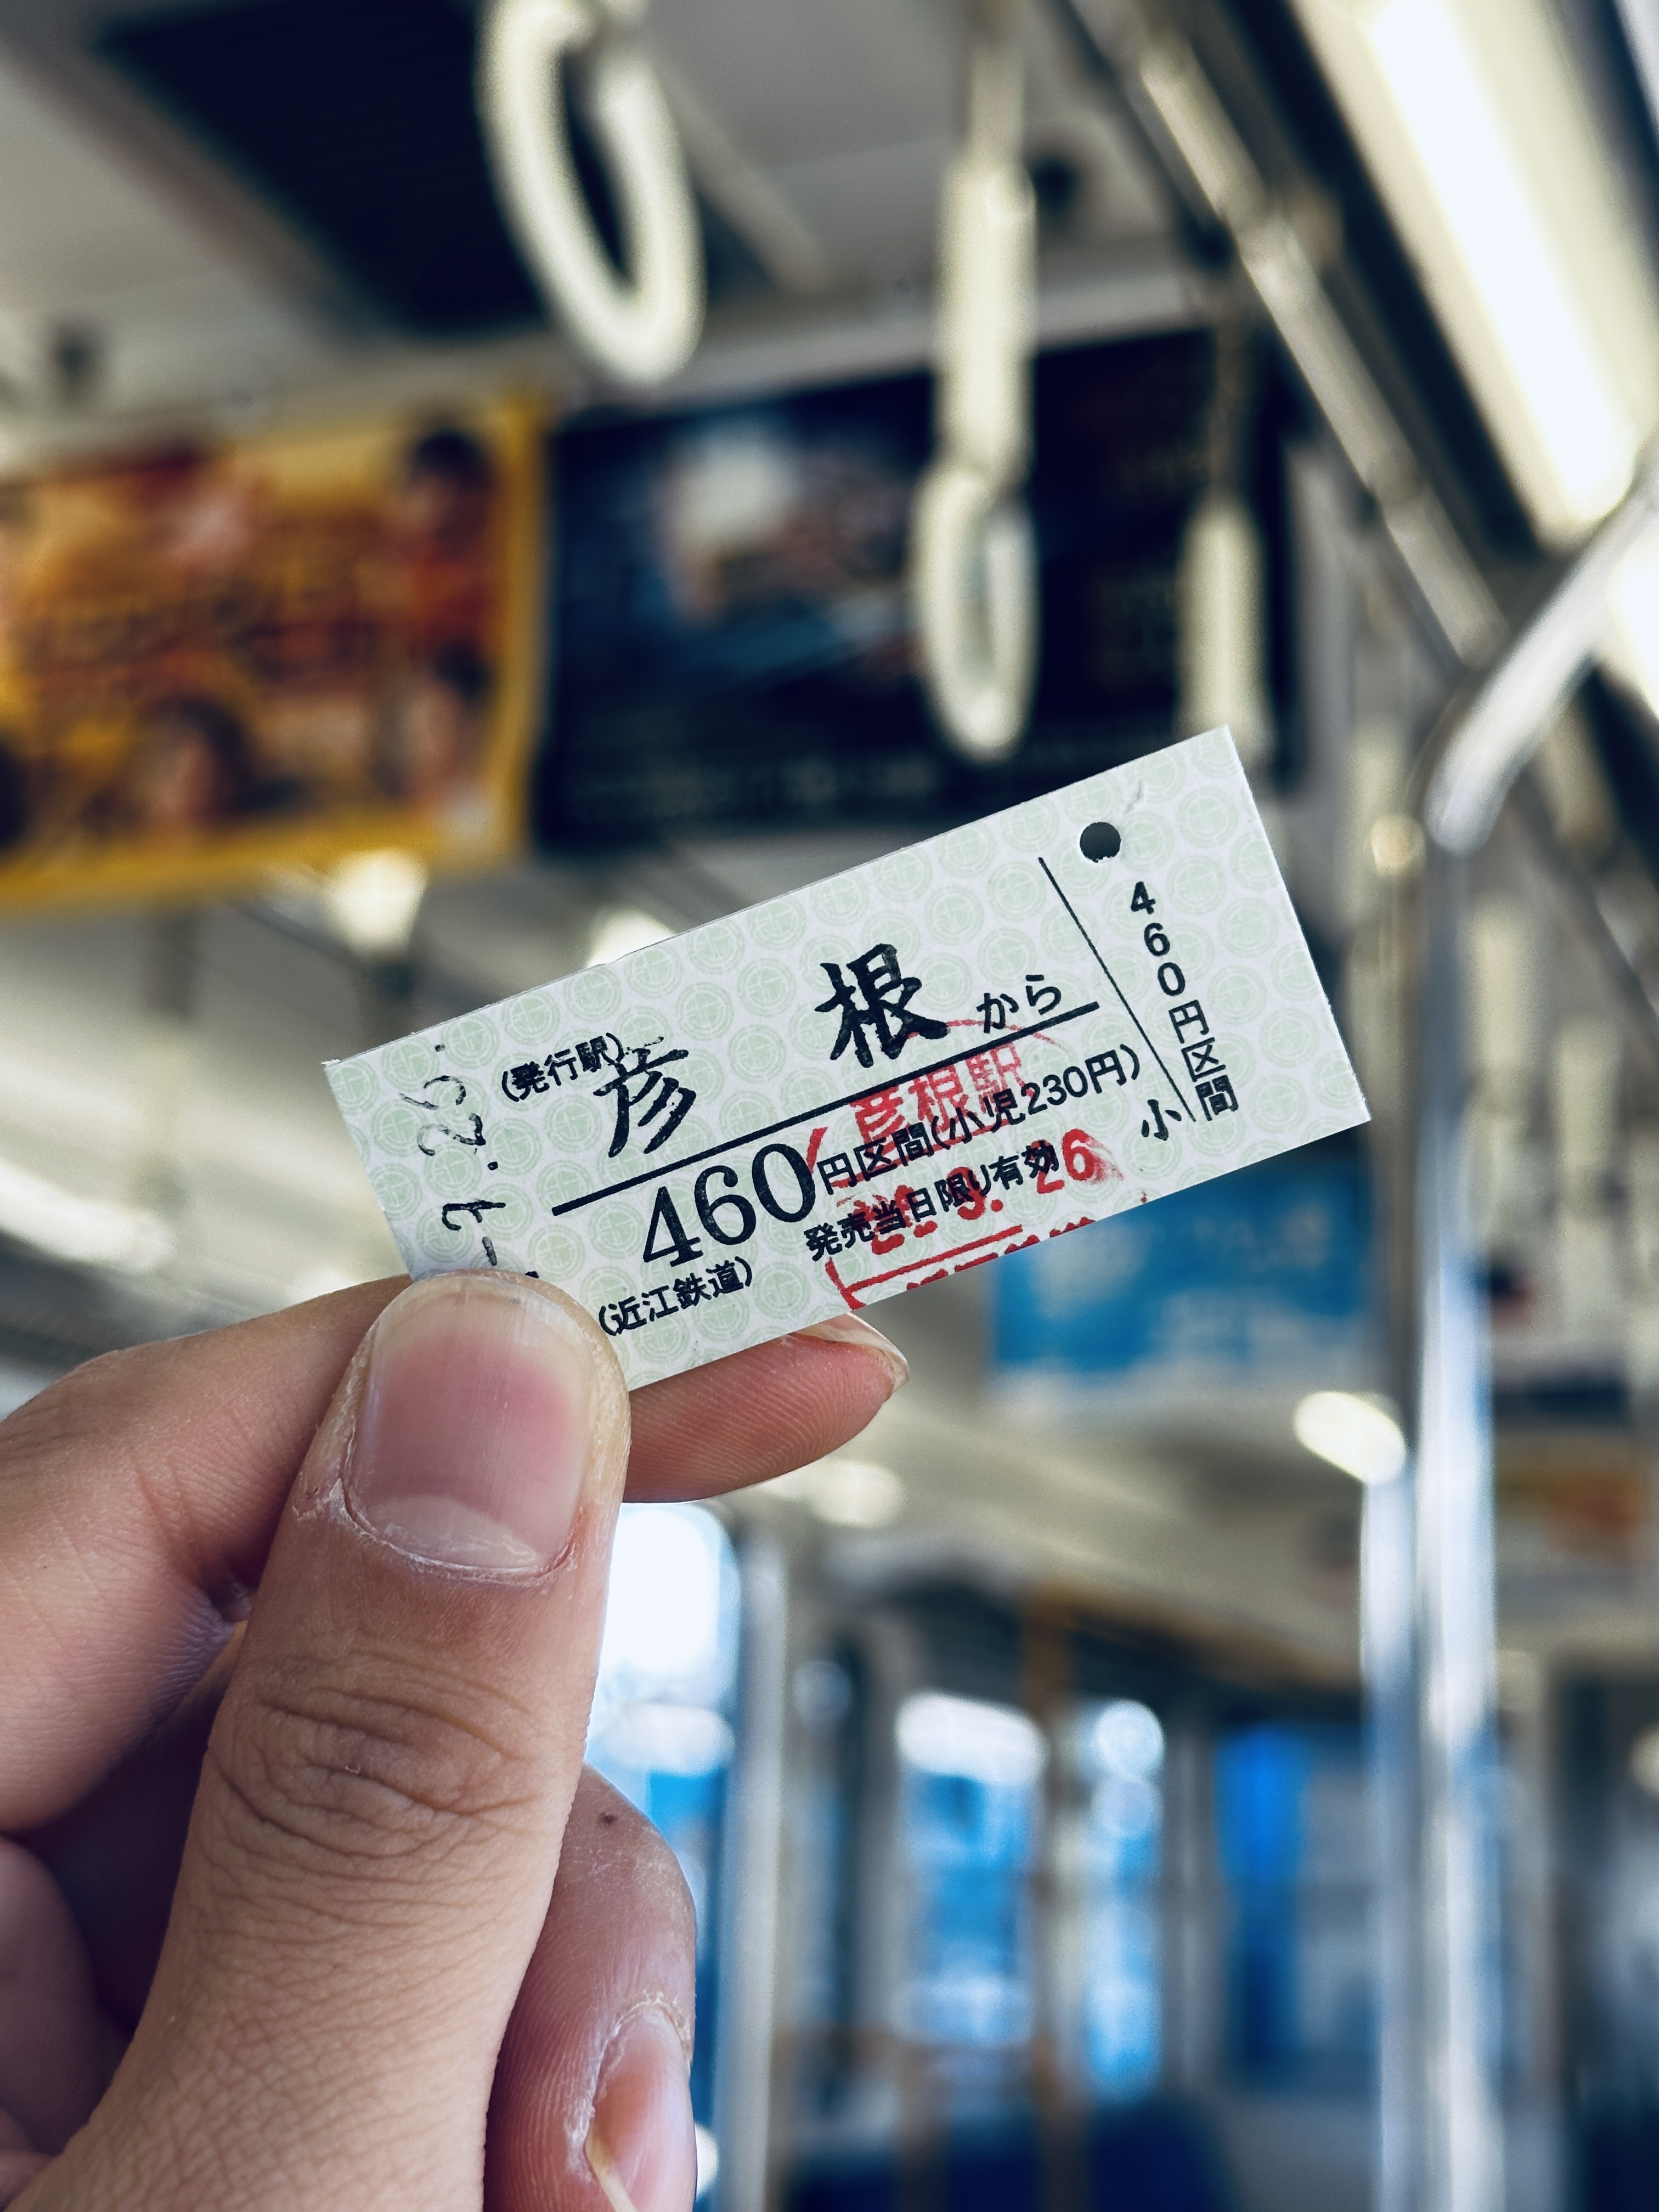 (発行駅)
彦根から
460円区間(小児230円)
発売当日限り有効
(近江鉄道)
小
460円区間
彦根駅
26